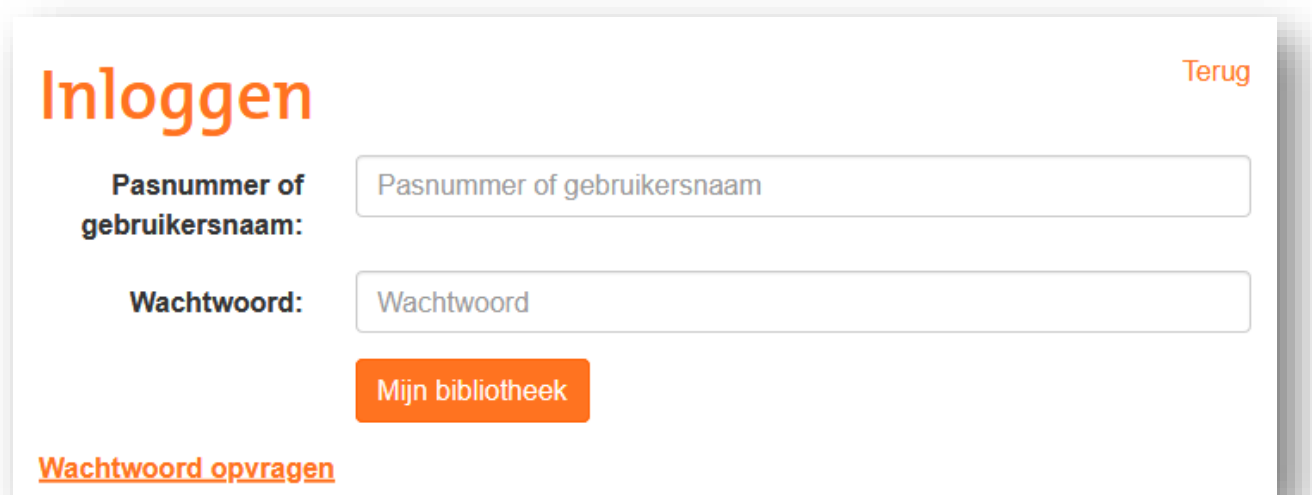 Inloggen
Terug
Pasnummer of
gebruikersnaam:
Pasnummer of gebruikersnaam
Wachtwoord:
Wachtwoord
Mijn bibliotheek
Wachtwoord opvragen